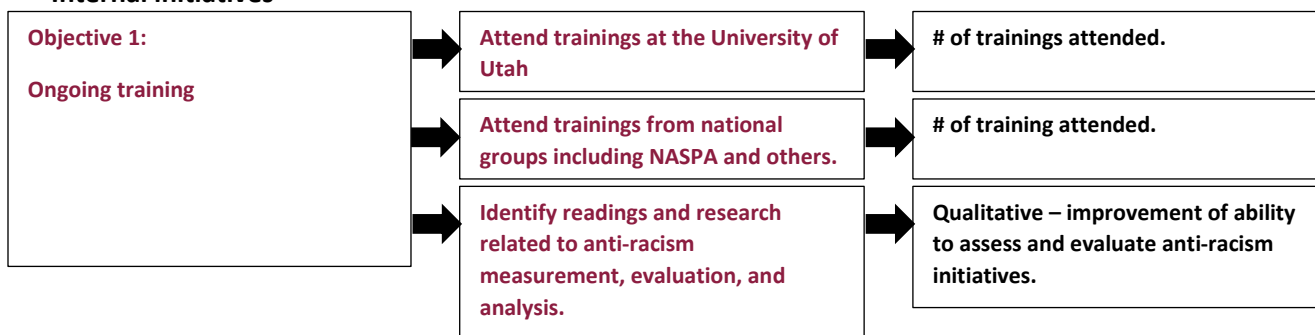 Internal Initiatives
Objective 1:
Ongoing training
Attend trainings at the University of
Utah
# of trainings attended.
Attend trainings from national
groups including NASPA and others.
# of training attended.
Identify readings and research
related to anti-racism
measurement, evaluation, and
analysis.
Qualitative – improvement of ability
to assess and evaluate anti-racism
initiatives.